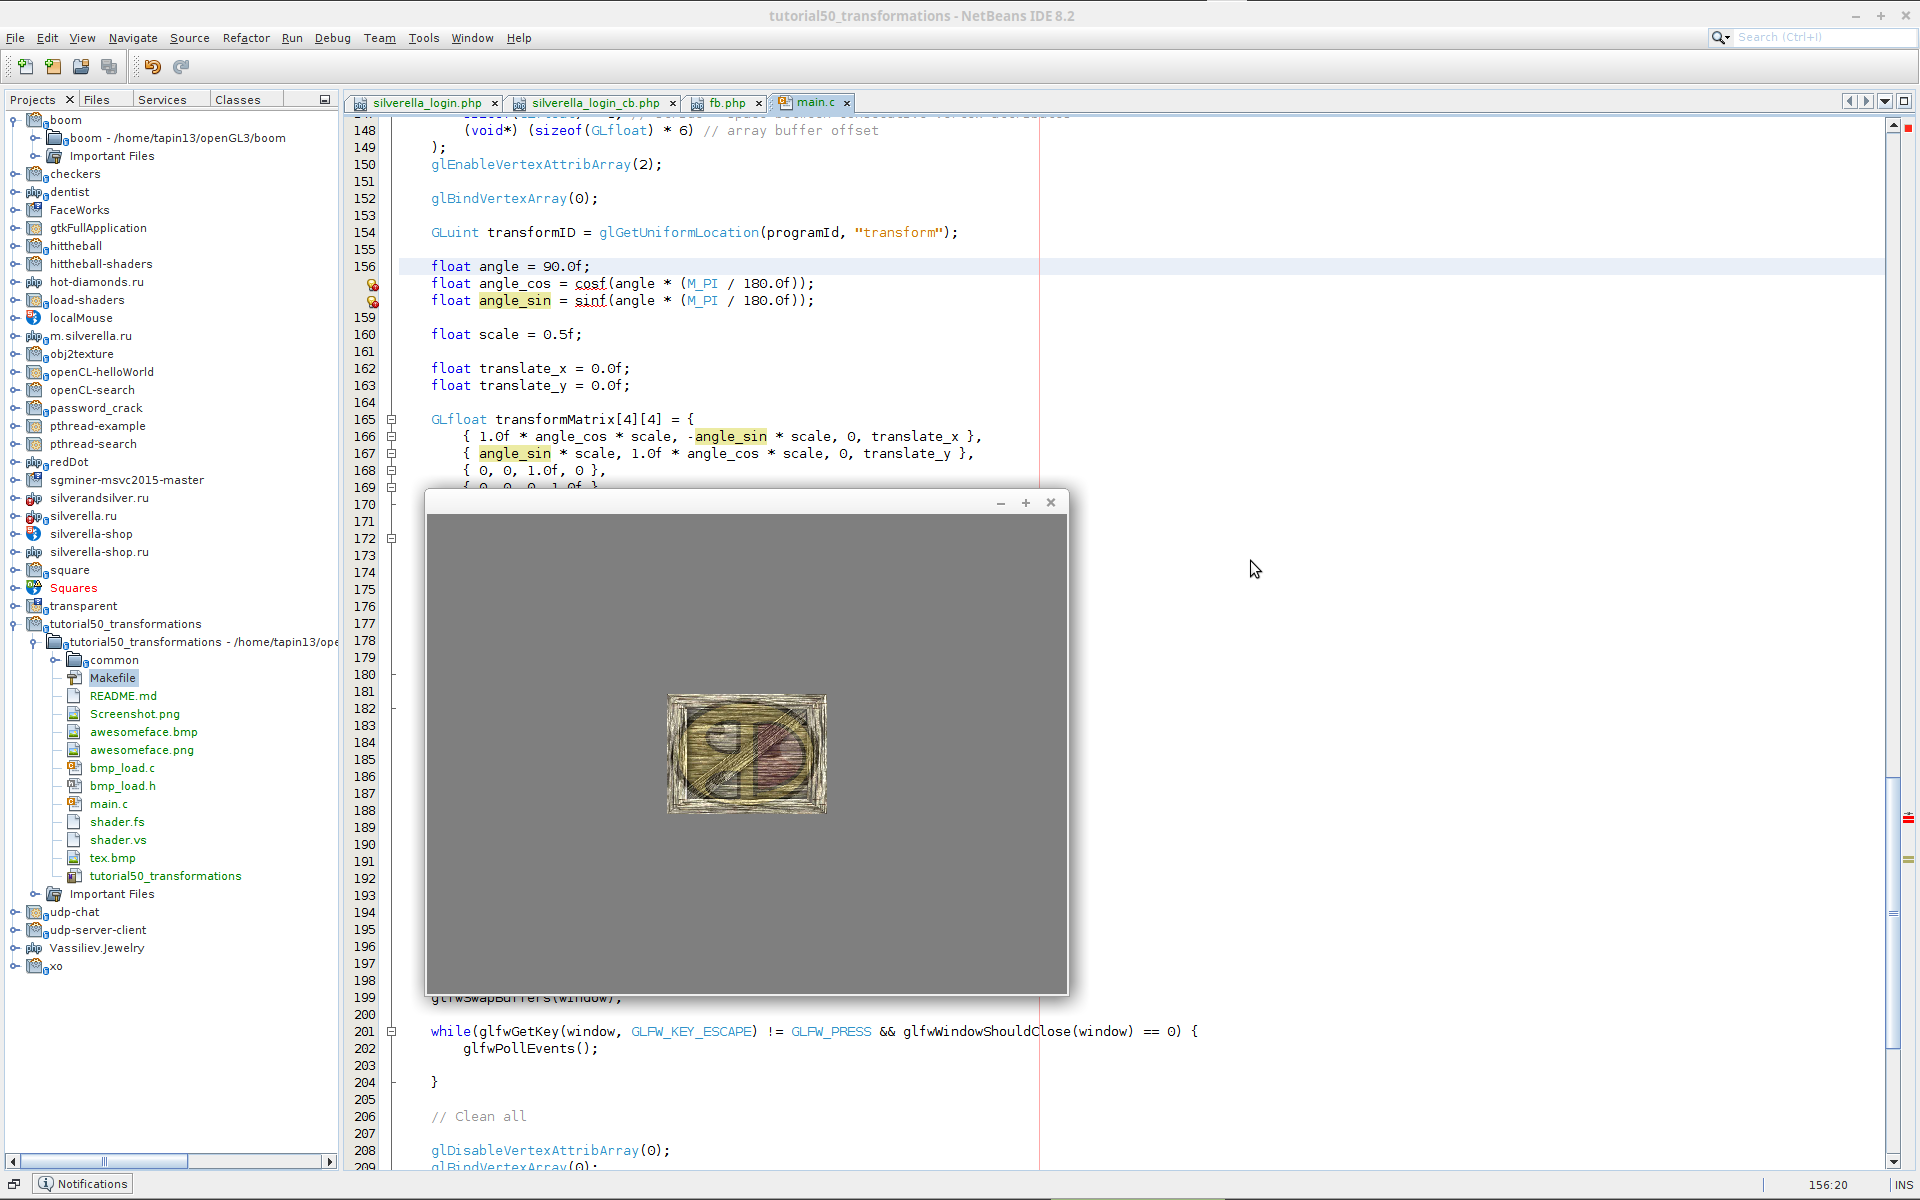 tutorial50_transformations - NetBeans IDE 8.2
File Edit View Navigate Source Refactor Run Debug Team Tools Window Help
Search (Ctrl+I)
Projects Files Services Classes
silverella_login.php silverella_login_cb.php fb.php main.c
boom
boom - /home/tapin13/openGL3/boom
Important Files
checkers
dentist
FaceWorks
gtkFullApplication
hittheball
hittheball-shaders
hot-diamonds.ru
load-shaders
localMouse
m.silverella.ru
obj2texture
openCL-helloWorld
openCL-search
password_crack
pthread-example
pthread-search
redDot
sgminer-msvc2015-master
silverandsilver.ru
silverella.ru
silverella-shop
silverella-shop.ru
square
Squares
transparent
tutorial50_transformations
tutorial50_transformations - /home/tapin13/ope
common
Makefile
README.md
Screenshot.png
awesomeface.bmp
awesomeface.png
bmp_load.c
bmp_load.h
main.c
shader.fs
shader.vs
tex.bmp
tutorial50_transformations
Important Files
udp-chat
udp-server-client
Vassiliev.Jewelry
xo
148 (void*) (sizeof(GLfloat) * 6) // array buffer offset
149 );
150 glEnableVertexAttribArray(2);
151
152 glBindVertexArray(0);
153
154 GLuint transformID = glGetUniformLocation(programId, "transform");
155
156 float angle = 90.0f;
float angle_cos = cosf(angle * (M_PI / 180.0f));
float angle_sin = sinf(angle * (M_PI / 180.0f));
159
160 float scale = 0.5f;
161
162 float translate_x = 0.0f;
163 float translate_y = 0.0f;
164
165 GLfloat transformMatrix[4][4] = {
166 { 1.0f * angle_cos * scale, -angle_sin * scale, 0, translate_x },
167 { angle_sin * scale, 1.0f * angle_cos * scale, 0, translate_y },
168 { 0, 0, 1.0f, 0 },
169 { 0, 0, 0, 1.0f }
170
171
172
173
174
175
176
177
178
179
180
181
182
183
184
185
186
187
188
189
190
191
192
193
194
195
196
197
198
199 glfwSwapBuffers(window);
200
201 while(glfwGetKey(window, GLFW_KEY_ESCAPE) != GLFW_PRESS && glfwWindowShouldClose(window) == 0) {
202 glfwPollEvents();
203
204 }
205
206 // Clean all
207
208 glDisableVertexAttribArray(0);
209 glBindVertexArray(0);
Notifications
156:20 INS